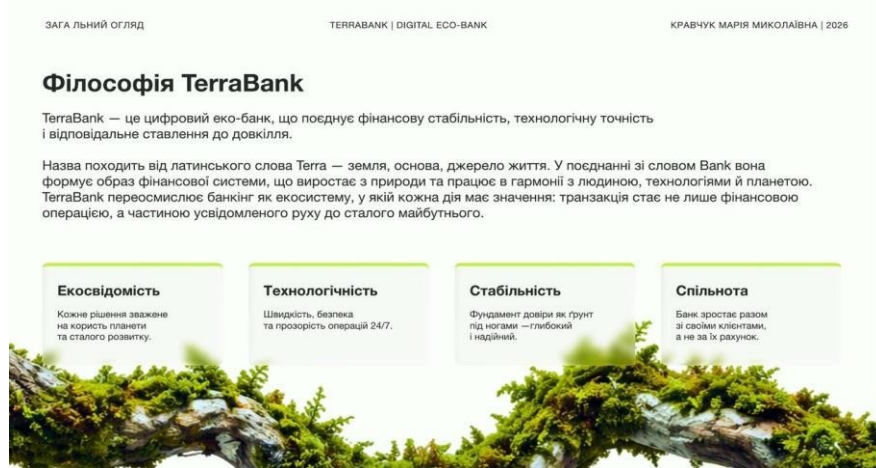 ЗАГА ЛЬНИЙ ОГЛЯД
TERRABANK | DIGITAL ECO-BANK
КРАВЧУК МАРІЯ МИКОЛАЇВНА | 2026
Філософія TerraBank
TerraBank — це цифровий еко-банк, що поєднує фінансову стабільність, технологічну точність
і відповідальне ставлення до довкілля.
Назва походить від латинського слова Terra — земля, основа, джерело життя. У поєднанні зі словом Bank вона
формує образ фінансової системи, що виростає з природи та працює в гармонії з людиною, технологіями й планетою.
TerraBank переосмислює банкінг як екосистему, у якій кожна дія має значення: транзакція стає не лише фінансовою
операцією, а частиною усвідомленого руху до сталого майбутнього.
Екосвідомість
Кожне рішення зважене
на користь планети
та сталого розвитку.
Технологічність
Швидкість, безпека
та прозорість операцій 24/7.
Стабільність
Фундамент довіри як ґрунт
під ногами —глибокий
і надійний.
Спільнота
Банк зростає разом
зі своїми клієнтами,
а не за їх рахунок.